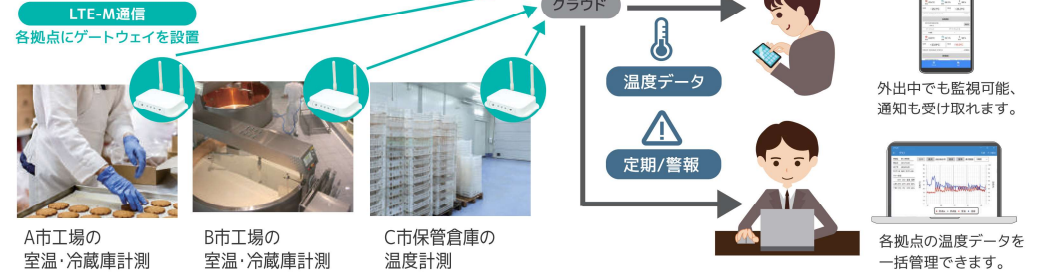 LTE-M通信
各拠点にゲートウェイを設置
クラウド
温度データ
定期/警報
外出中でも監視可能、
通知も受け取れます。
A市工場の
室温・冷蔵庫計測
B市工場の
室温・冷蔵庫計測
C市保管倉庫の
温度計測
各拠点の温度データを
一括管理できます。